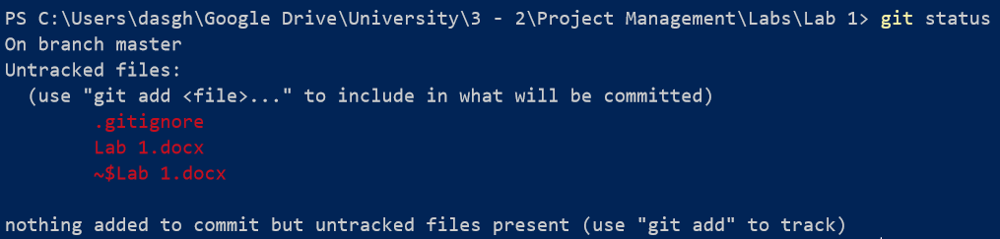 PS C:\Users\dasgh\Google Drive\University\3 - 2\Project Management\Labs\Lab 1> git status
On branch master
Untracked files:
  (use "git add <file>..." to include in what will be committed)
        .gitignore
        Lab 1.docx
        ~$Lab 1.docx

nothing added to commit but untracked files present (use "git add" to track)